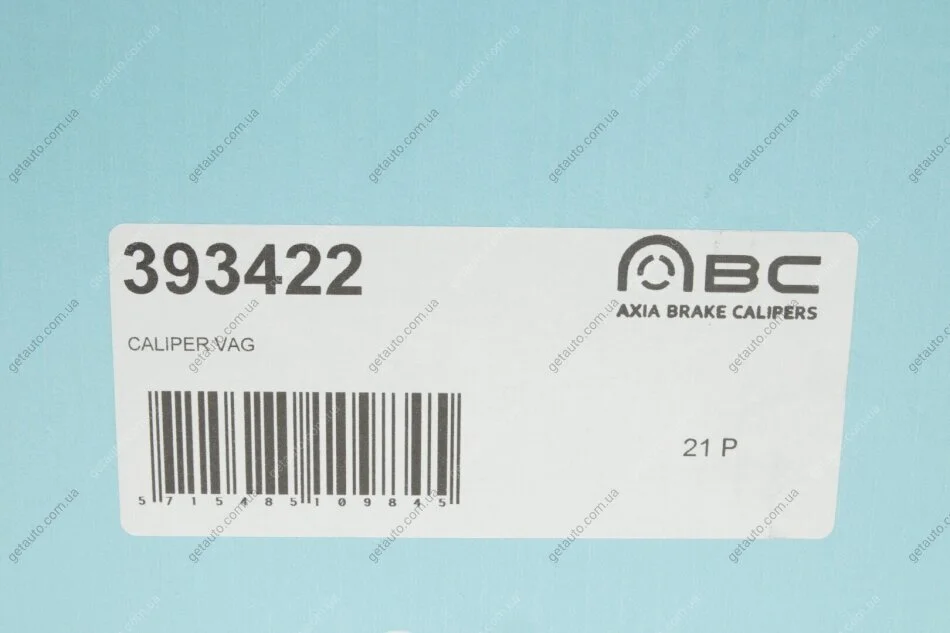 393422
ABC
AXIA BRAKE CALIPERS
CALIPER VAG
21 P
5 715485 109845
getauto.com.ua